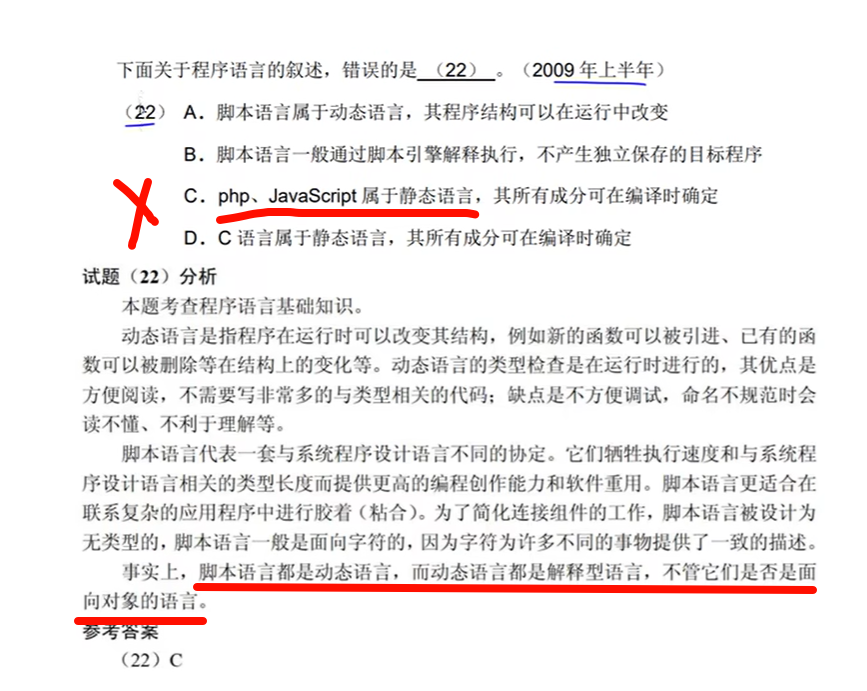 下面关于程序语言的叙述，错误的是 （22） 。（2009 年上半年）
（22） A．脚本语言属于动态语言，其程序结构可以在运行中改变
B．脚本语言一般通过脚本引擎解释执行，不产生独立保存的目标程序
C．php、JavaScript 属于静态语言，其所有成分可在编译时确定
D．C 语言属于静态语言，其所有成分可在编译时确定
试题（22）分析
本题考查程序语言基础知识。
动态语言是指程序在运行时可以改变其结构，例如新的函数可以被引进、已有的函
数可以被删除等在结构上的变化等。动态语言的类型检查是在运行时进行的，其优点是
方便阅读，不需要写非常多的与类型相关的代码；缺点是不方便调试，命名不规范时会
读不懂、不利于理解等。
脚本语言代表一套与系统程序设计语言不同的协定。它们牺牲执行速度和与系统程
序设计语言相关的类型长度而提供更高的编程创作能力和软件重用。脚本语言更适合在
联系复杂的应用程序中进行胶着（粘合）。为了简化连接组件的工作，脚本语言被设计为
无类型的，脚本语言一般是面向字符的，因为字符为许多不同的事物提供了一致的描述。
事实上，脚本语言都是动态语言，而动态语言都是解释型语言，不管它们是否是面
向对象的语言。
参考答案
（22）C